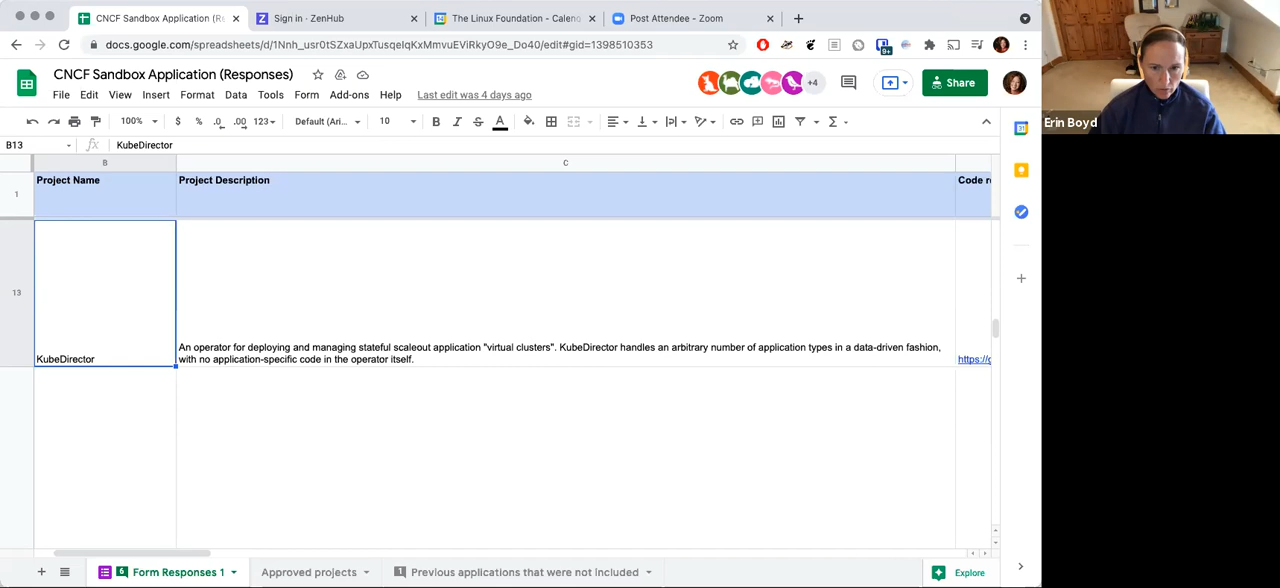 CNCF Sandbox Application (Re
Sign in · ZenHub
The Linux Foundation - Calend
Post Attendee - Zoom
docs.google.com/spreadsheets/d/1Nnh_usr0tSZxaUpxTusqeIqKxMmvuEViRkyO9e_Do40/edit#gid=1398510353
9+
CNCF Sandbox Application (Responses)
File Edit View Insert Format Data Tools Form Add-ons Help Last edit was 4 days ago
+4
Share
100% $ % .0 .00 123 Default (Ari... 10 B I S A
B13 fx KubeDirector
B C
1 Project Name Project Description Code r
13
An operator for deploying and managing stateful scaleout application "virtual clusters". KubeDirector handles an arbitrary number of application types in a data-driven fashion,
KubeDirector with no application-specific code in the operator itself. https://g
6 Form Responses 1 Approved projects 1 Previous applications that were not included Explore
Erin Boyd